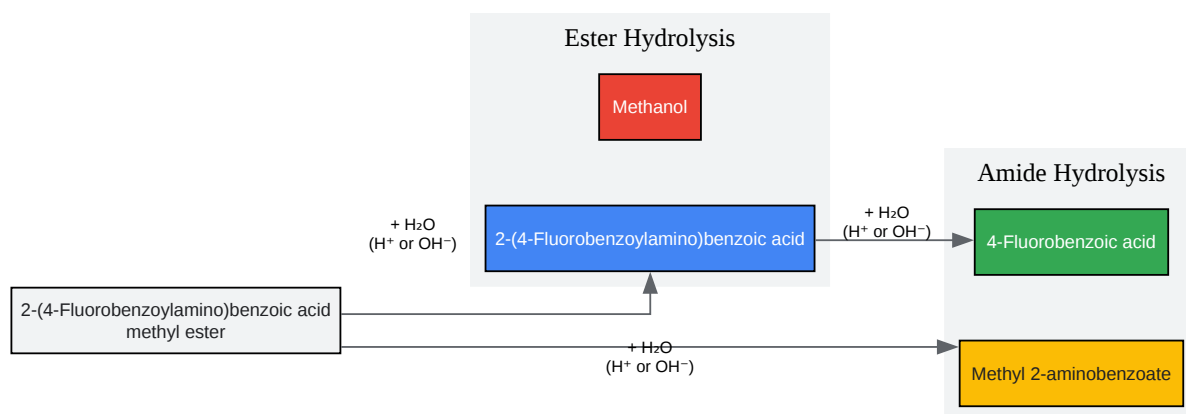 Ester Hydrolysis
Methanol
+ H₂O
(H⁺ or OH⁻)
2-(4-Fluorobenzoylamino)benzoic acid
+ H₂O
(H⁺ or OH⁻)
Amide Hydrolysis
4-Fluorobenzoic acid
2-(4-Fluorobenzoylamino)benzoic acid
methyl ester
+ H₂O
(H⁺ or OH⁻)
Methyl 2-aminobenzoate